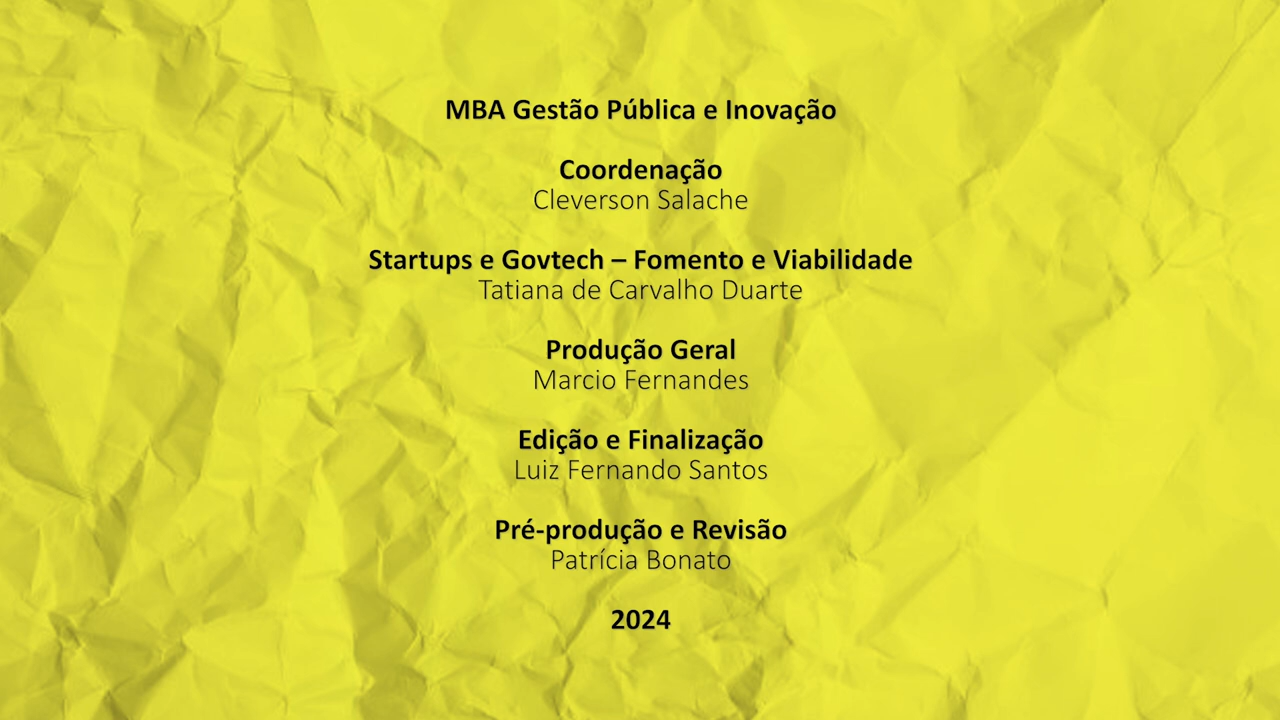 MBA Gestão Pública e Inovação
Coordenação
Cleverson Salache
Startups e Govtech – Fomento e Viabilidade
Tatiana de Carvalho Duarte
Produção Geral
Marcio Fernandes
Edição e Finalização
Luiz Fernando Santos
Pré-produção e Revisão
Patrícia Bonato
2024